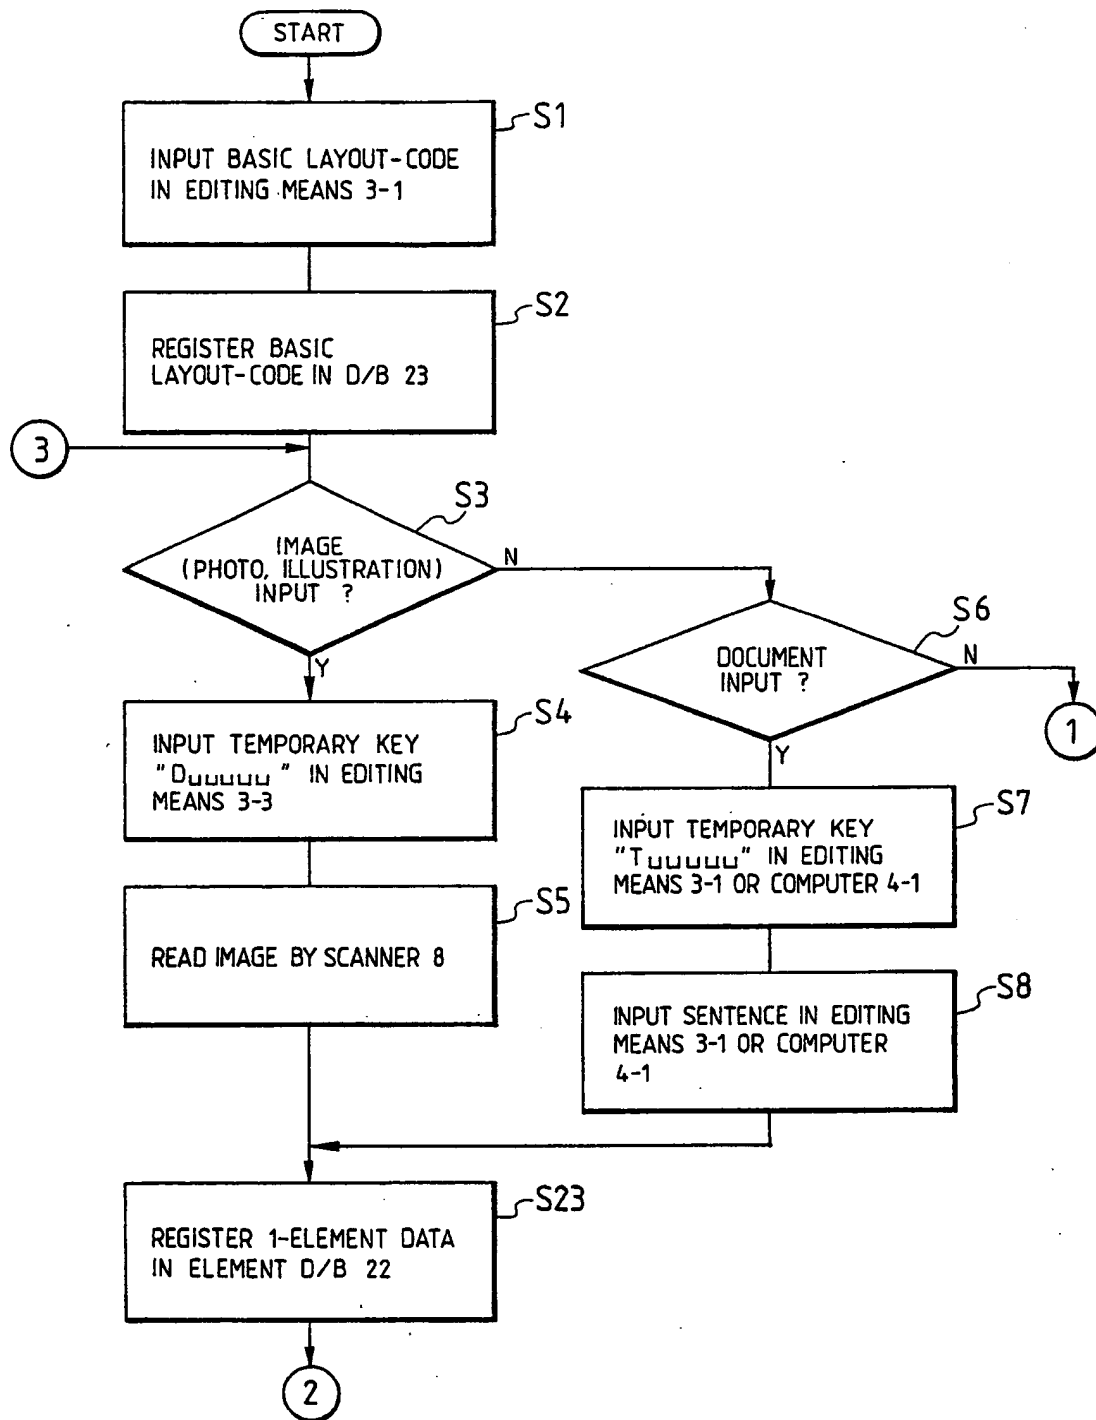 START
S1
INPUT BASIC LAYOUT-CODE
IN EDITING MEANS 3-1
S2
REGISTER BASIC
LAYOUT-CODE IN D/B 23
3
S3
IMAGE
(PHOTO, ILLUSTRATION)
INPUT ?
N
Y
S6
DOCUMENT
INPUT ?
N
1
Y
S4
INPUT TEMPORARY KEY
"D␣␣␣␣␣ " IN EDITING
MEANS 3-3
S7
INPUT TEMPORARY KEY
"T␣␣␣␣␣" IN EDITING
MEANS 3-1 OR COMPUTER 4-1
S5
READ IMAGE BY SCANNER 8
S8
INPUT SENTENCE IN EDITING
MEANS 3-1 OR COMPUTER
4-1
S23
REGISTER 1-ELEMENT DATA
IN ELEMENT D/B 22
2